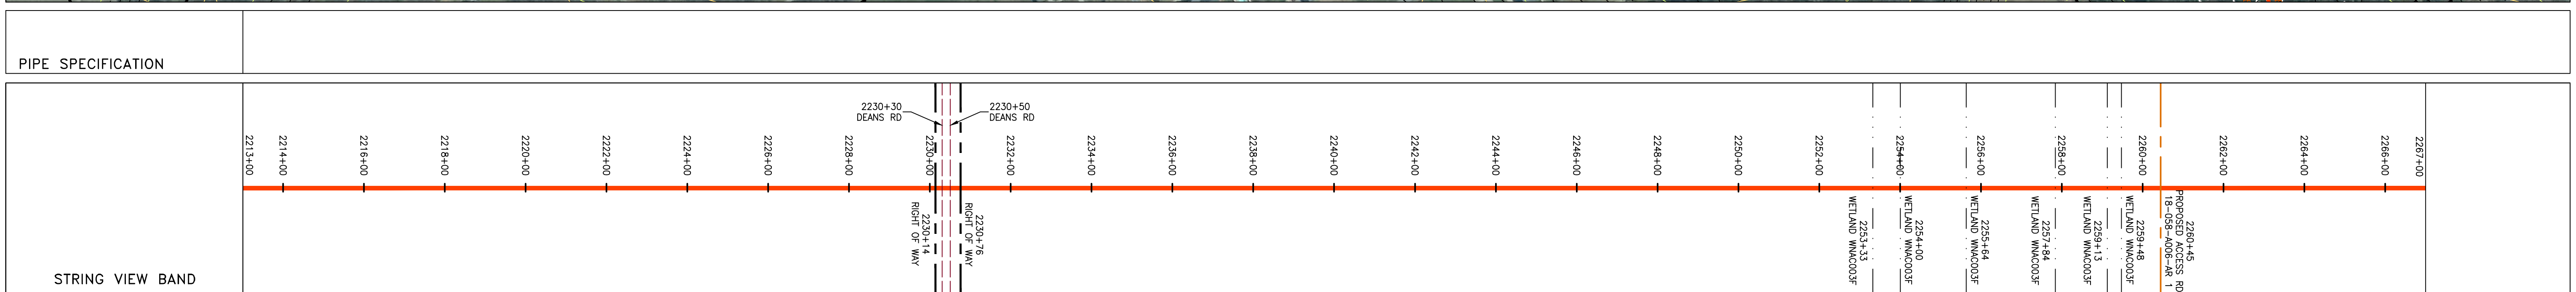 PIPE SPECIFICATION
STRING VIEW BAND
2230+30
DEANS RD
2230+50
DEANS RD
2213+00
2214+00
2216+00
2218+00
2220+00
2222+00
2224+00
2226+00
2228+00
2230+00
2232+00
2234+00
2236+00
2238+00
2240+00
2242+00
2244+00
2246+00
2248+00
2250+00
2252+00
2254+00
2256+00
2258+00
2260+00
2262+00
2264+00
2266+00
2267+00
2230+14
RIGHT OF WAY
2230+76
RIGHT OF WAY
2253+33
WETLAND WNAC003F
2254+00
WETLAND WNAC003F
2255+64
WETLAND WNAC003F
2257+84
WETLAND WNAC003F
2259+13
WETLAND WNAC003F
2259+48
WETLAND WNAC003F
2260+45
PROPOSED ACCESS RD
18-058-A006-AR 1